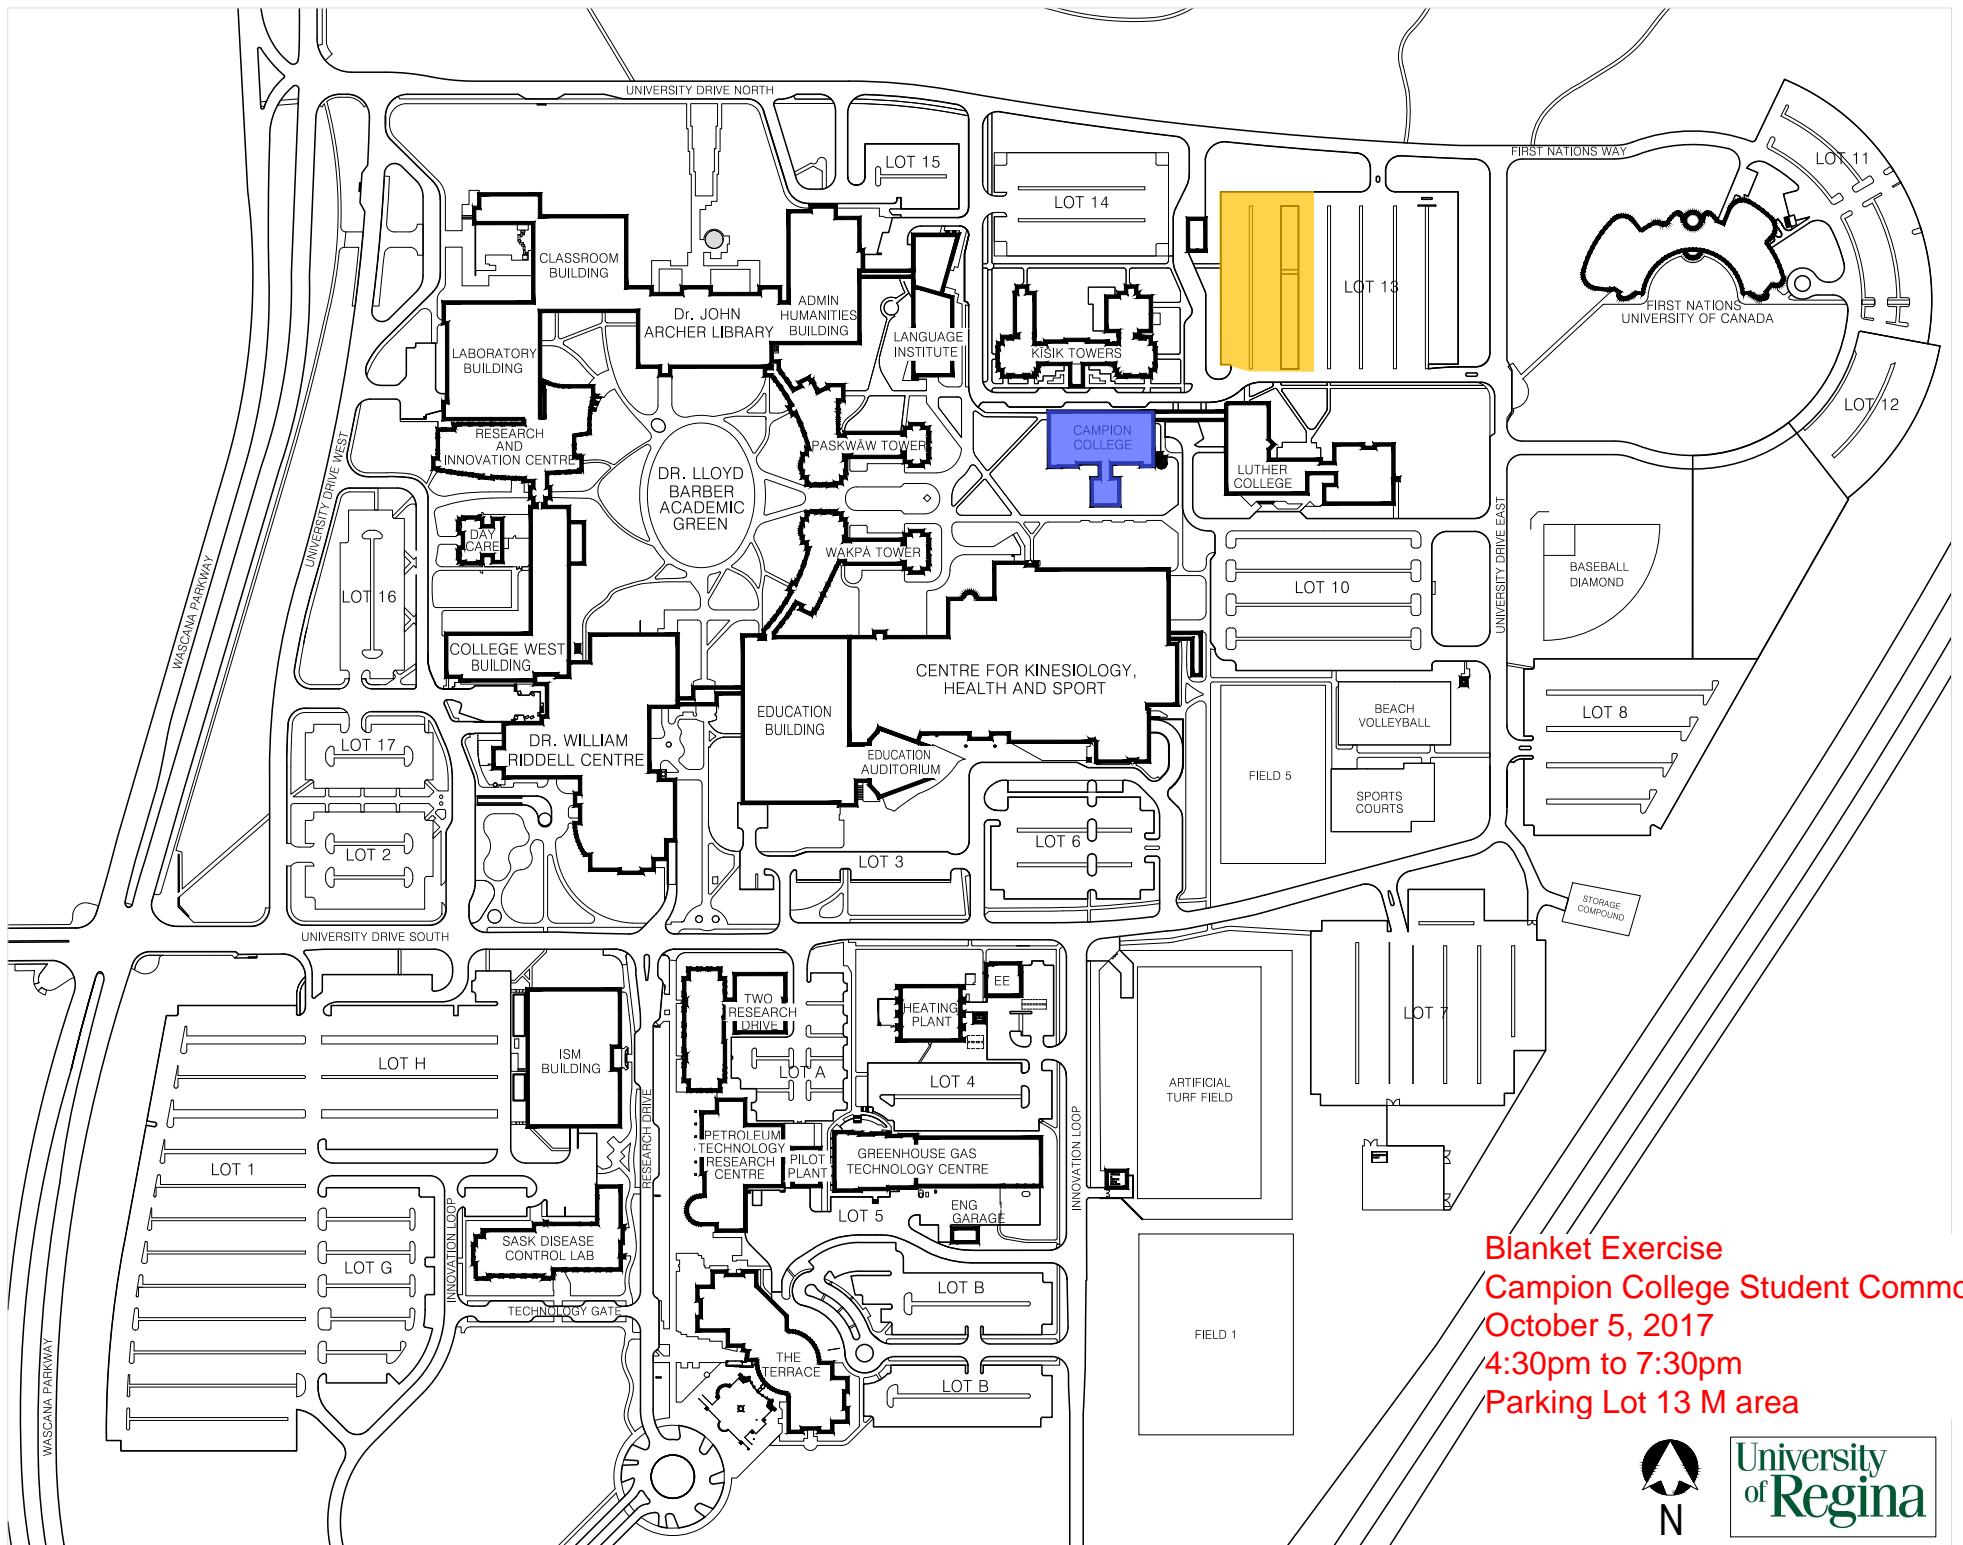 UNIVERSITY DRIVE NORTH
FIRST NATIONS WAY
LOT 11
LOT 15
LOT 14
CLASSROOM
BUILDING
ADMIN
HUMANITIES
BUILDING
Dr. JOHN
ARCHER LIBRARY
LOT 13
FIRST NATIONS
UNIVERSITY OF CANADA
LANGUAGE
INSTITUTE
KĪSIK TOWERS
LABORATORY
BUILDING
LOT 12
RESEARCH
AND
INNOVATION CENTRE
PASKWĀW TOWER
CAMPION
COLLEGE
LUTHER
COLLEGE
DR. LLOYD
BARBER
ACADEMIC
GREEN
UNIVERSITY DRIVE WEST
UNIVERSITY DRIVE EAST
DAY
CARE
WAKPĀ TOWER
BASEBALL
DIAMOND
LOT 16
LOT 10
WASCANA PARKWAY
COLLEGE WEST
BUILDING
CENTRE FOR KINESIOLOGY,
HEALTH AND SPORT
EDUCATION
BUILDING
BEACH
VOLLEYBALL
LOT 8
LOT 17
DR. WILLIAM
RIDDELL CENTRE
EDUCATION
AUDITORIUM
FIELD 5
SPORTS
COURTS
LOT 2
LOT 3
LOT 6
STORAGE
COMPOUND
UNIVERSITY DRIVE SOUTH
TWO
RESEARCH
DRIVE
EE
HEATING
PLANT
LOT 7
LOT H
ISM
BUILDING
LOT A
LOT 4
ARTIFICIAL
TURF FIELD
RESEARCH DRIVE
INNOVATION LOOP
PETROLEUM
TECHNOLOGY
RESEARCH
CENTRE
PILOT
PLANT
GREENHOUSE GAS
TECHNOLOGY CENTRE
LOT 1
LOT 5
ENG
GARAGE
INNOVATION LOOP
SASK DISEASE
CONTROL LAB
LOT G
LOT B
TECHNOLOGY GATE
FIELD 1
THE
TERRACE
LOT B
WASCANA PARKWAY
Blanket Exercise
Campion College Student Commo
October 5, 2017
4:30pm to 7:30pm
Parking Lot 13 M area
N
University
of Regina